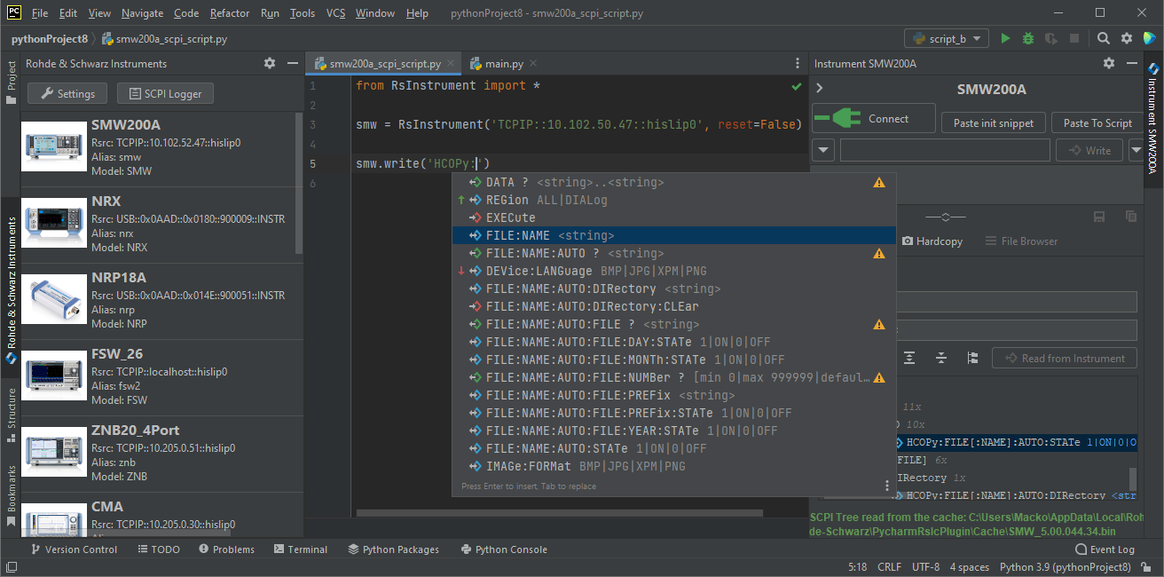 PC File Edit View Navigate Code Refactor Run Tools VCS Window Help pythonProject8 - smw200a_scpi_script.py
pythonProject8 smw200a_scpi_script.py
script_b
Project
Rohde & Schwarz Instruments
Structure
Bookmarks
Rohde & Schwarz Instruments
Settings SCPI Logger
SMW200A
Rsrc: TCPIP::10.102.52.47::hislip0
Alias: smw
Model: SMW
NRX
Rsrc: USB::0x0AAD::0x0180::900009::INSTR
Alias: nrx
Model: NRX
NRP18A
Rsrc: USB::0x0AAD::0x014E::900051::INSTR
Alias: nrp
Model: NRP
FSW_26
Rsrc: TCPIP::localhost::hislip0
Alias: fsw2
Model: FSW
ZNB20_4Port
Rsrc: TCPIP::10.205.0.51::hislip0
Alias: znb
Model: ZNB
CMA
Rsrc: TCPIP::10.205.0.30::hislip0
smw200a_scpi_script.py main.py
1 from RsInstrument import *
2
3 smw = RsInstrument('TCPIP::10.102.50.47::hislip0', reset=False)
4
5 smw.write('HCOPy:')
6
DATA ? <string>..<string>
REGion ALL|DIALog
EXECute
FILE:NAME <string>
FILE:NAME:AUTO ? <string>
DEVice:LANGuage BMP|JPG|XPM|PNG
FILE:NAME:AUTO:DIRectory <string>
FILE:NAME:AUTO:DIRectory:CLEar
FILE:NAME:AUTO:FILE ? <string>
FILE:NAME:AUTO:FILE:DAY:STATe 1|ON|0|OFF
FILE:NAME:AUTO:FILE:MONTh:STATe 1|ON|0|OFF
FILE:NAME:AUTO:FILE:NUMBer ? [min 0|max 999999|defaul…
FILE:NAME:AUTO:FILE:PREFix <string>
FILE:NAME:AUTO:FILE:PREFix:STATe 1|ON|0|OFF
FILE:NAME:AUTO:FILE:YEAR:STATe 1|ON|0|OFF
FILE:NAME:AUTO:STATe 1|ON|0|OFF
IMAGe:FORMat BMP|JPG|XPM|PNG
Press Enter to insert, Tab to replace
Instrument SMW200A
SMW200A
Connect Paste init snippet Paste To Script
Write
Hardcopy File Browser
Read from Instrument
11x
10x
HCOPy:FILE[:NAME]:AUTO:STATe 1|ON|0|O
FILE] 6x
IRectory 1x
HCOPy:FILE[:NAME]:AUTO:DIRectory <str
SCPI Tree read from the cache: C:\Users\Macko\AppData\Local\Roh
de-Schwarz\PycharmRsIcPlugin\Cache\SMW_5.00.044.34.bin
Instrument SMW200A
Version Control TODO Problems Terminal Python Packages Python Console Event Log
5:18 CRLF UTF-8 4 spaces Python 3.9 (pythonProject8)